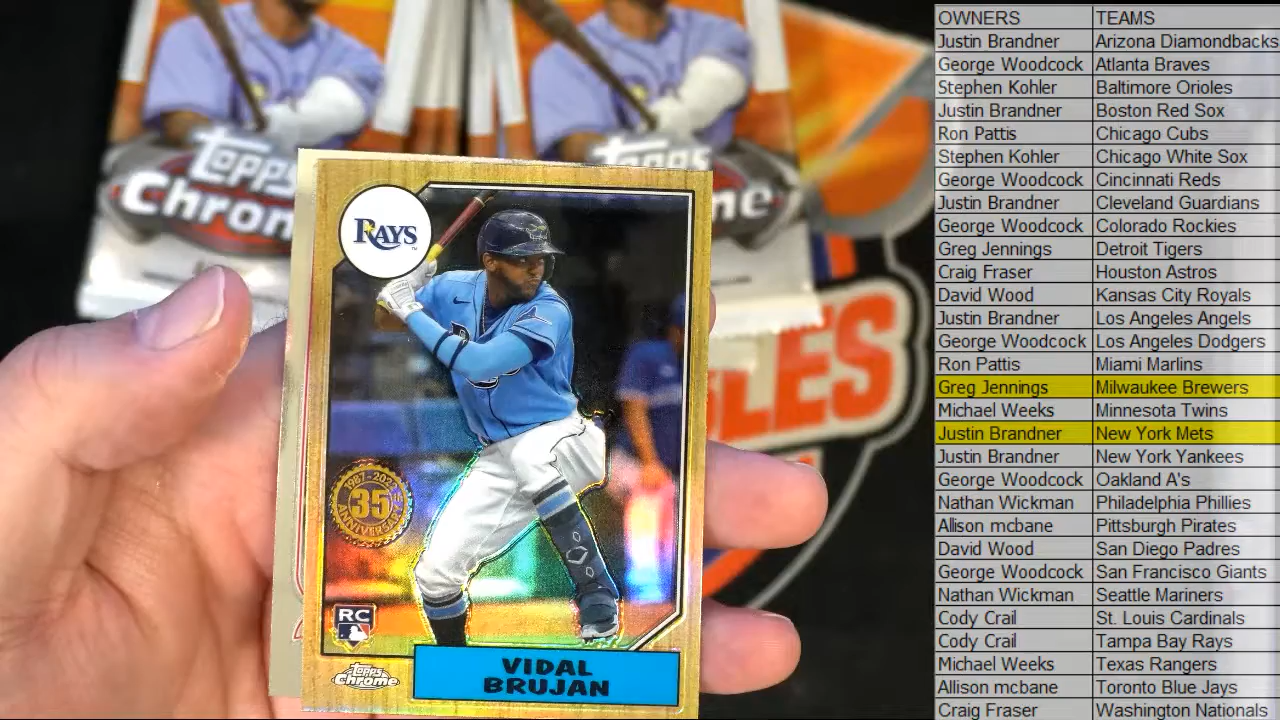 Topps
Chrom
Topps
me
RAYS
1987-2022
35th
ANNIVERSARY
RC
Topps
Chrome
VIDAL
BRUJAN
LES
OWNERS TEAMS
Justin Brandner Arizona Diamondbacks
George Woodcock Atlanta Braves
Stephen Kohler Baltimore Orioles
Justin Brandner Boston Red Sox
Ron Pattis Chicago Cubs
Stephen Kohler Chicago White Sox
George Woodcock Cincinnati Reds
Justin Brandner Cleveland Guardians
George Woodcock Colorado Rockies
Greg Jennings Detroit Tigers
Craig Fraser Houston Astros
David Wood Kansas City Royals
Justin Brandner Los Angeles Angels
George Woodcock Los Angeles Dodgers
Ron Pattis Miami Marlins
Greg Jennings Milwaukee Brewers
Michael Weeks Minnesota Twins
Justin Brandner New York Mets
Justin Brandner New York Yankees
George Woodcock Oakland A's
Nathan Wickman Philadelphia Phillies
Allison mcbane Pittsburgh Pirates
David Wood San Diego Padres
George Woodcock San Francisco Giants
Nathan Wickman Seattle Mariners
Cody Crail St. Louis Cardinals
Cody Crail Tampa Bay Rays
Michael Weeks Texas Rangers
Allison mcbane Toronto Blue Jays
Craig Fraser Washington Nationals